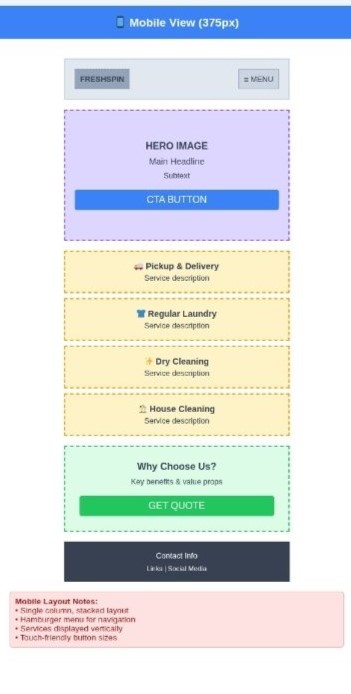 Mobile View (375px)
FRESHSPIN
≡ MENU
HERO IMAGE
Main Headline
Subtext
CTA BUTTON
Pickup & Delivery
Service description
Regular Laundry
Service description
Dry Cleaning
Service description
House Cleaning
Service description
Why Choose Us?
Key benefits & value props
GET QUOTE
Contact Info
Links | Social Media
Mobile Layout Notes:
• Single column, stacked layout
• Hamburger menu for navigation
• Services displayed vertically
• Touch-friendly button sizes